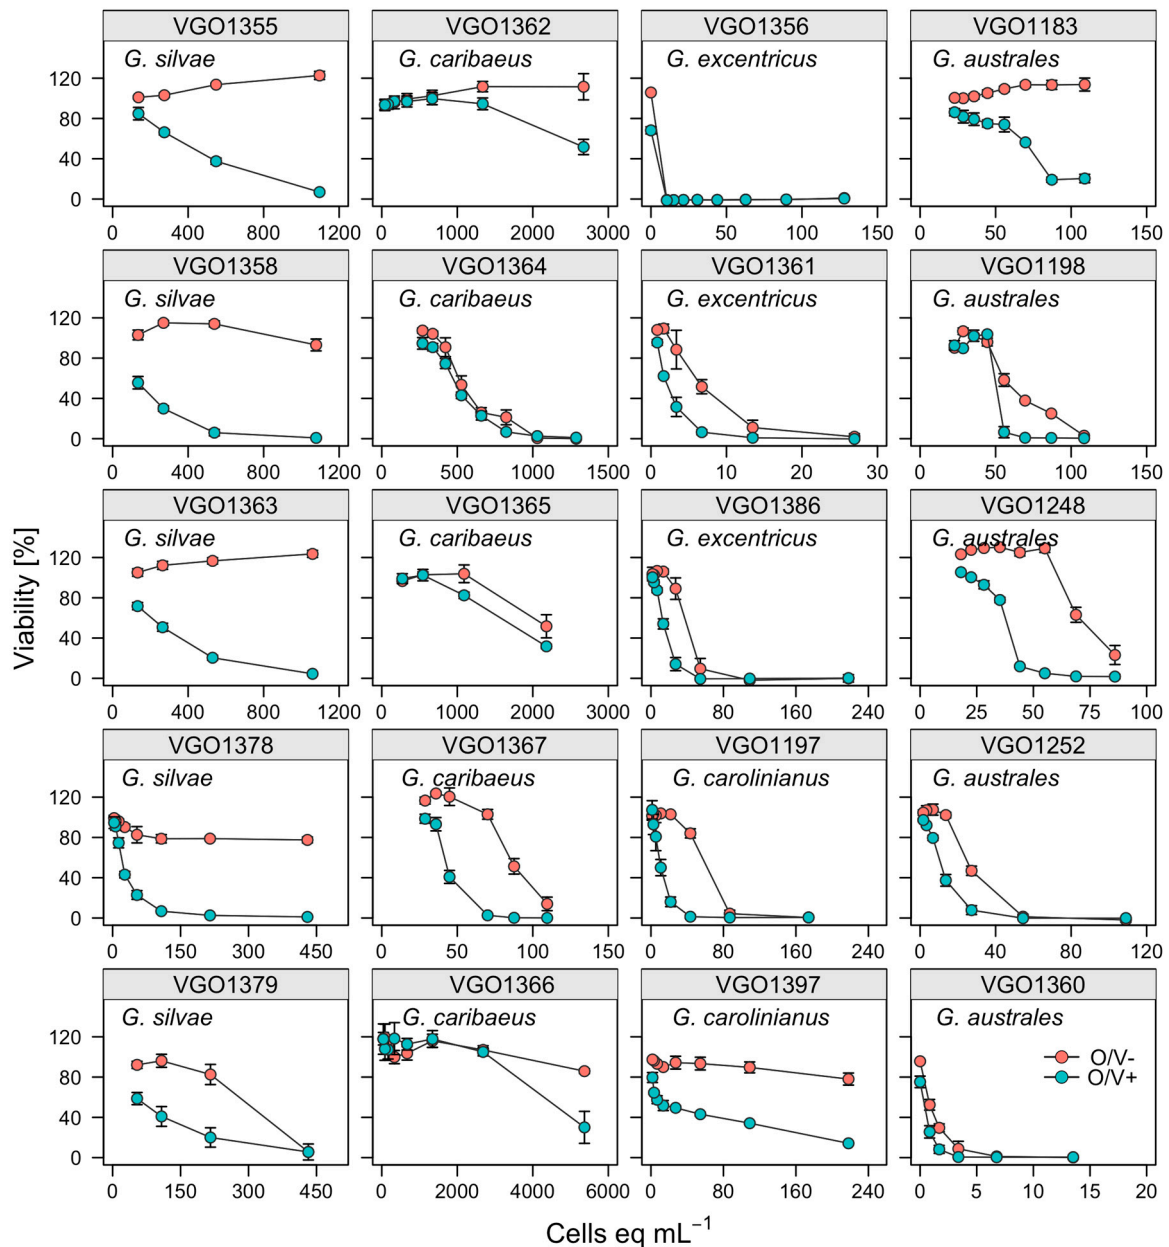 VGO1355 VGO1362 VGO1356 VGO1183
G. silvae G. caribaeus G. excentricus G. australes
120
80
40
0
0 400 800 1200 0 1000 2000 3000 0 50 100 150 0 50 100 150
VGO1358 VGO1364 VGO1361 VGO1198
G. silvae G. caribaeus G. excentricus G. australes
120
80
40
0
0 400 800 1200 0 500 1000 1500 0 10 20 30 0 50 100 150
VGO1363 VGO1365 VGO1386 VGO1248
G. silvae G. caribaeus G. excentricus G. australes
120
80
40
0
0 400 800 1200 0 1000 2000 3000 0 80 160 240 0 25 50 75 100
Viability [%]
VGO1378 VGO1367 VGO1197 VGO1252
G. silvae G. caribaeus G. carolinianus G. australes
120
80
40
0
0 150 300 450 0 50 100 150 0 80 160 240 0 40 80 120
VGO1379 VGO1366 VGO1397 VGO1360
G. silvae G. caribaeus G. carolinianus G. australes
120
80
40
0
O/V-
O/V+
0 150 300 450 0 2000 4000 6000 0 80 160 240 0 5 10 15 20
Cells eq mL⁻¹